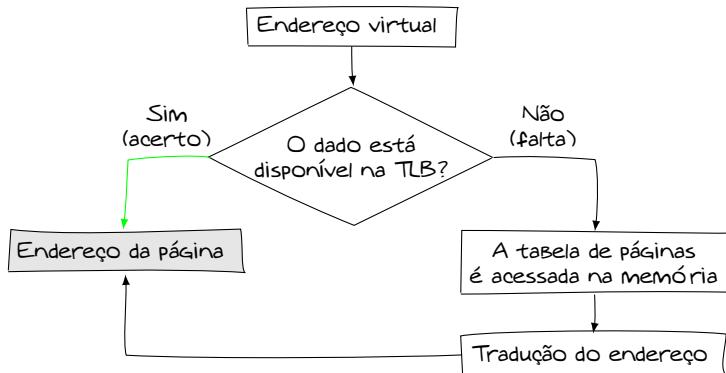 Endereço virtual
Sim
(acerto)
Não
(falta)
O dado está
disponível na TLB?
Endereço da página
A tabela de páginas
é acessada na memória
Tradução do endereço